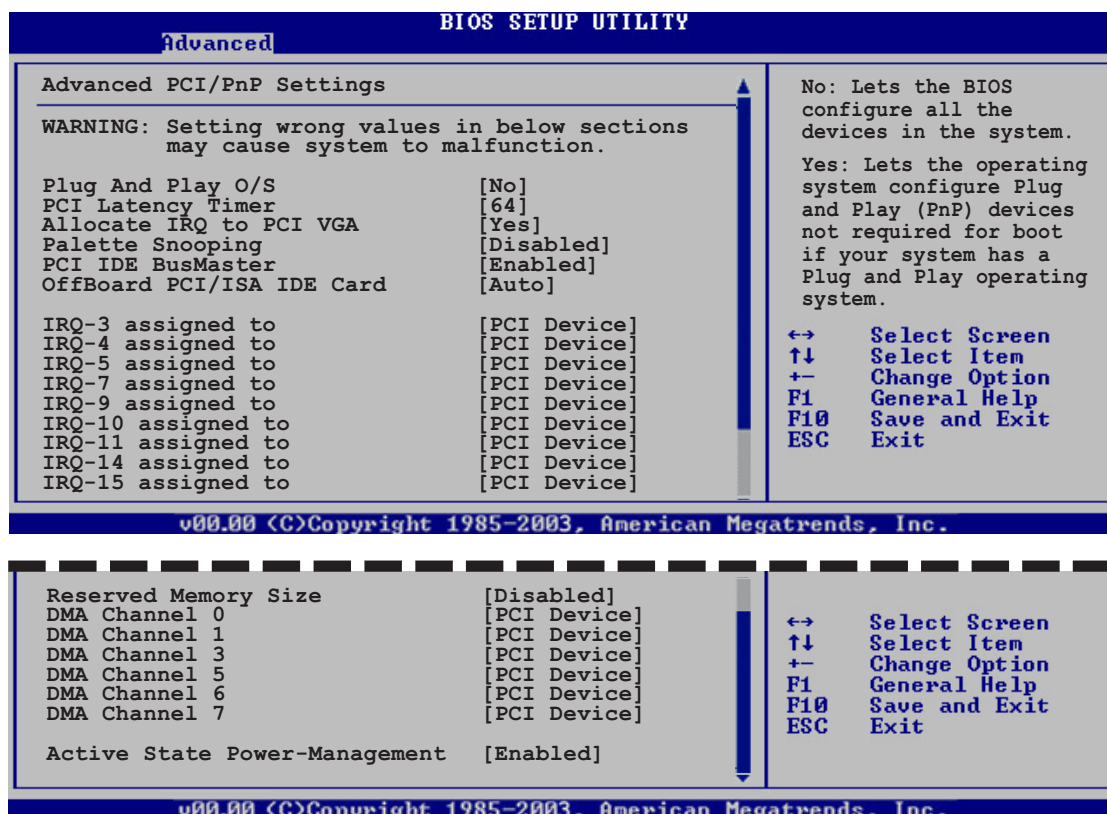 BIOS SETUP UTILITY
Advanced
Advanced PCI/PnP Settings
WARNING: Setting wrong values in below sections
may cause system to malfunction.
Plug And Play O/S [No]
PCI Latency Timer [64]
Allocate IRQ to PCI VGA [Yes]
Palette Snooping [Disabled]
PCI IDE BusMaster [Enabled]
OffBoard PCI/ISA IDE Card [Auto]
IRQ-3 assigned to [PCI Device]
IRQ-4 assigned to [PCI Device]
IRQ-5 assigned to [PCI Device]
IRQ-7 assigned to [PCI Device]
IRQ-9 assigned to [PCI Device]
IRQ-10 assigned to [PCI Device]
IRQ-11 assigned to [PCI Device]
IRQ-14 assigned to [PCI Device]
IRQ-15 assigned to [PCI Device]
No: Lets the BIOS
configure all the
devices in the system.
Yes: Lets the operating
system configure Plug
and Play (PnP) devices
not required for boot
if your system has a
Plug and Play operating
system.
←→ Select Screen
↑↓ Select Item
+- Change Option
F1 General Help
F10 Save and Exit
ESC Exit
v00.00 (C)Copyright 1985-2003, American Megatrends, Inc.
Reserved Memory Size [Disabled]
DMA Channel 0 [PCI Device]
DMA Channel 1 [PCI Device]
DMA Channel 3 [PCI Device]
DMA Channel 5 [PCI Device]
DMA Channel 6 [PCI Device]
DMA Channel 7 [PCI Device]
Active State Power-Management [Enabled]
←→ Select Screen
↑↓ Select Item
+- Change Option
F1 General Help
F10 Save and Exit
ESC Exit
v00.00 (C)Copyright 1985-2003, American Megatrends, Inc.